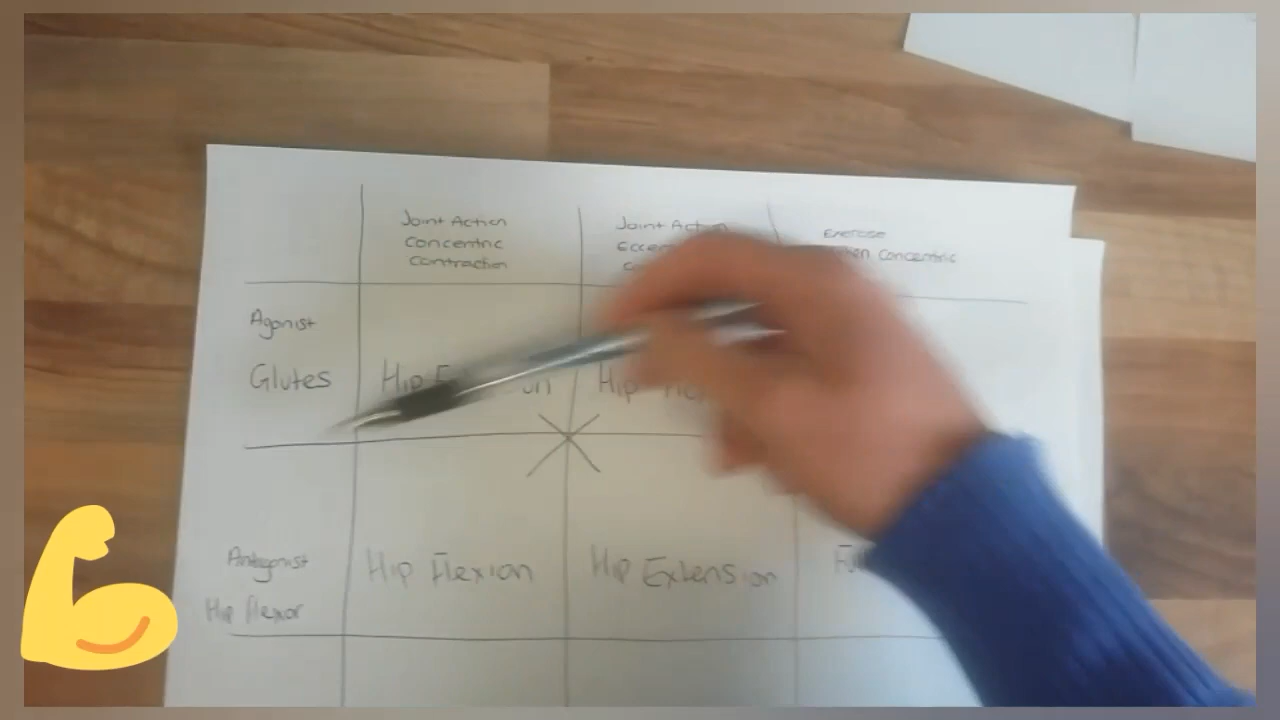 Joint Action
Concentric
Contraction
Joint Action
Exercise
Concentric
Agonist
Glutes
Hip
Hip
Antagonist
Hip Flexor
Hip Flexion
Hip Extension